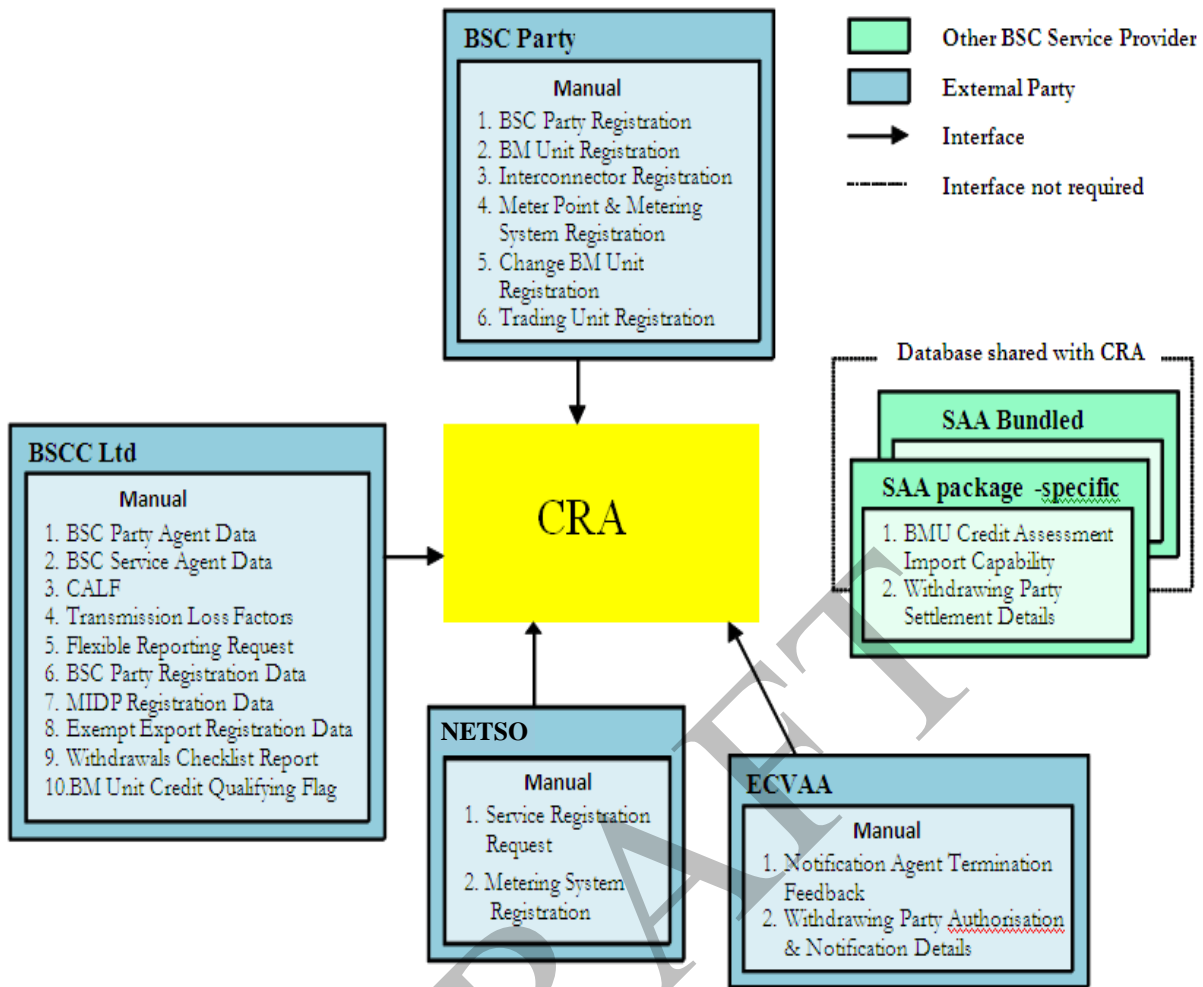 BSC Party
Manual
1. BSC Party Registration
2. BM Unit Registration
3. Interconnector Registration
4. Meter Point & Metering
System Registration
5. Change BM Unit
Registration
6. Trading Unit Registration
Other BSC Service Provider
External Party
Interface
Interface not required
BSCC Ltd
Manual
1. BSC Party Agent Data
2. BSC Service Agent Data
3. CALF
4. Transmission Loss Factors
5. Flexible Reporting Request
6. BSC Party Registration Data
7. MIDP Registration Data
8. Exempt Export Registration Data
9. Withdrawals Checklist Report
10.BM Unit Credit Qualifying Flag
CRA
Database shared with CRA
SAA Bundled
SAA package -specific
1. BMU Credit Assessment
Import Capability
2. Withdrawing Party
Settlement Details
NETSO
Manual
1. Service Registration
Request
2. Metering System
Registration
ECVAA
Manual
1. Notification Agent Termination
Feedback
2. Withdrawing Party Authorisation
& Notification Details
DRAFT